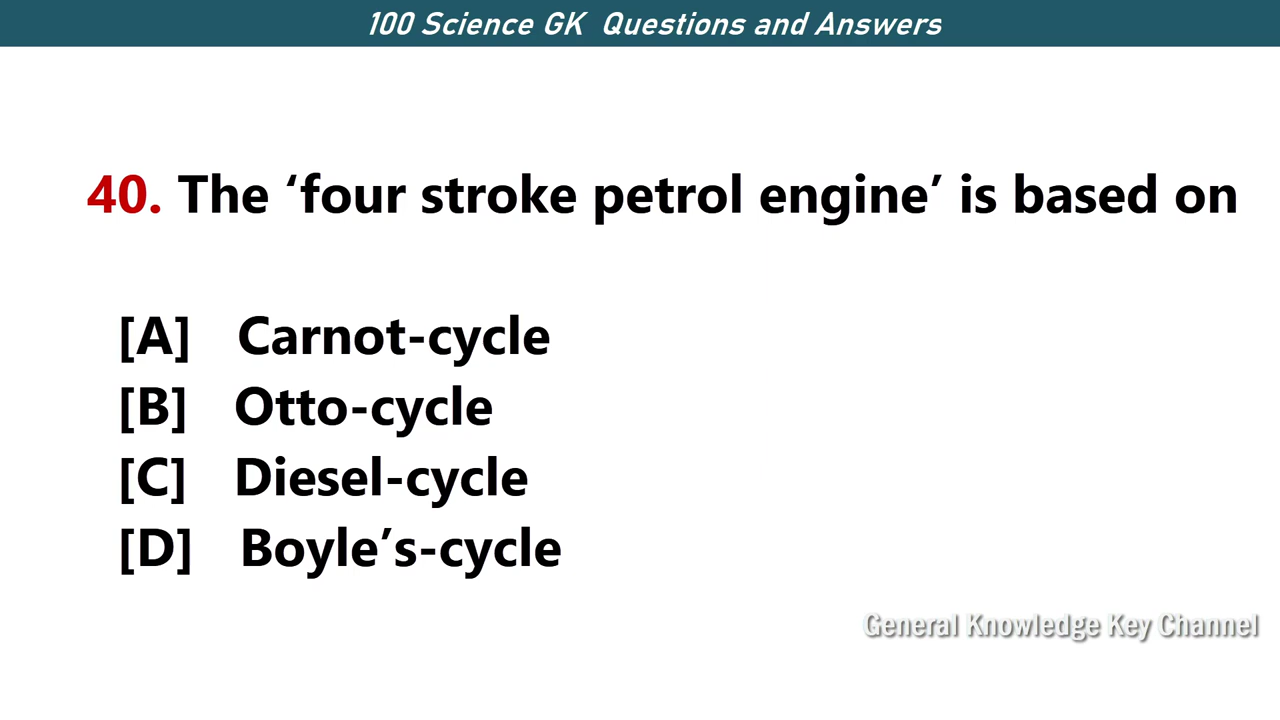 100 Science GK Questions and Answers
40. The ‘four stroke petrol engine’ is based on
[A] Carnot-cycle
[B] Otto-cycle
[C] Diesel-cycle
[D] Boyle’s-cycle
General Knowledge Key Channel